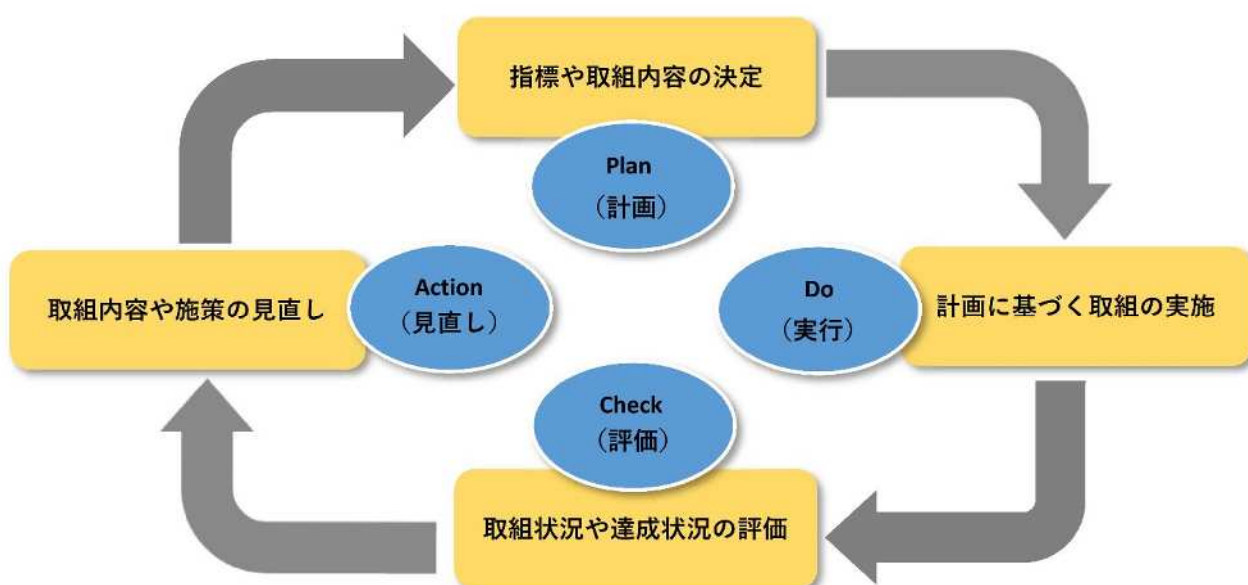 指標や取組内容の決定
Plan
（計画）
Do
（実行）
計画に基づく取組の実施
Check
（評価）
取組状況や達成状況の評価
Action
（見直し）
取組内容や施策の見直し